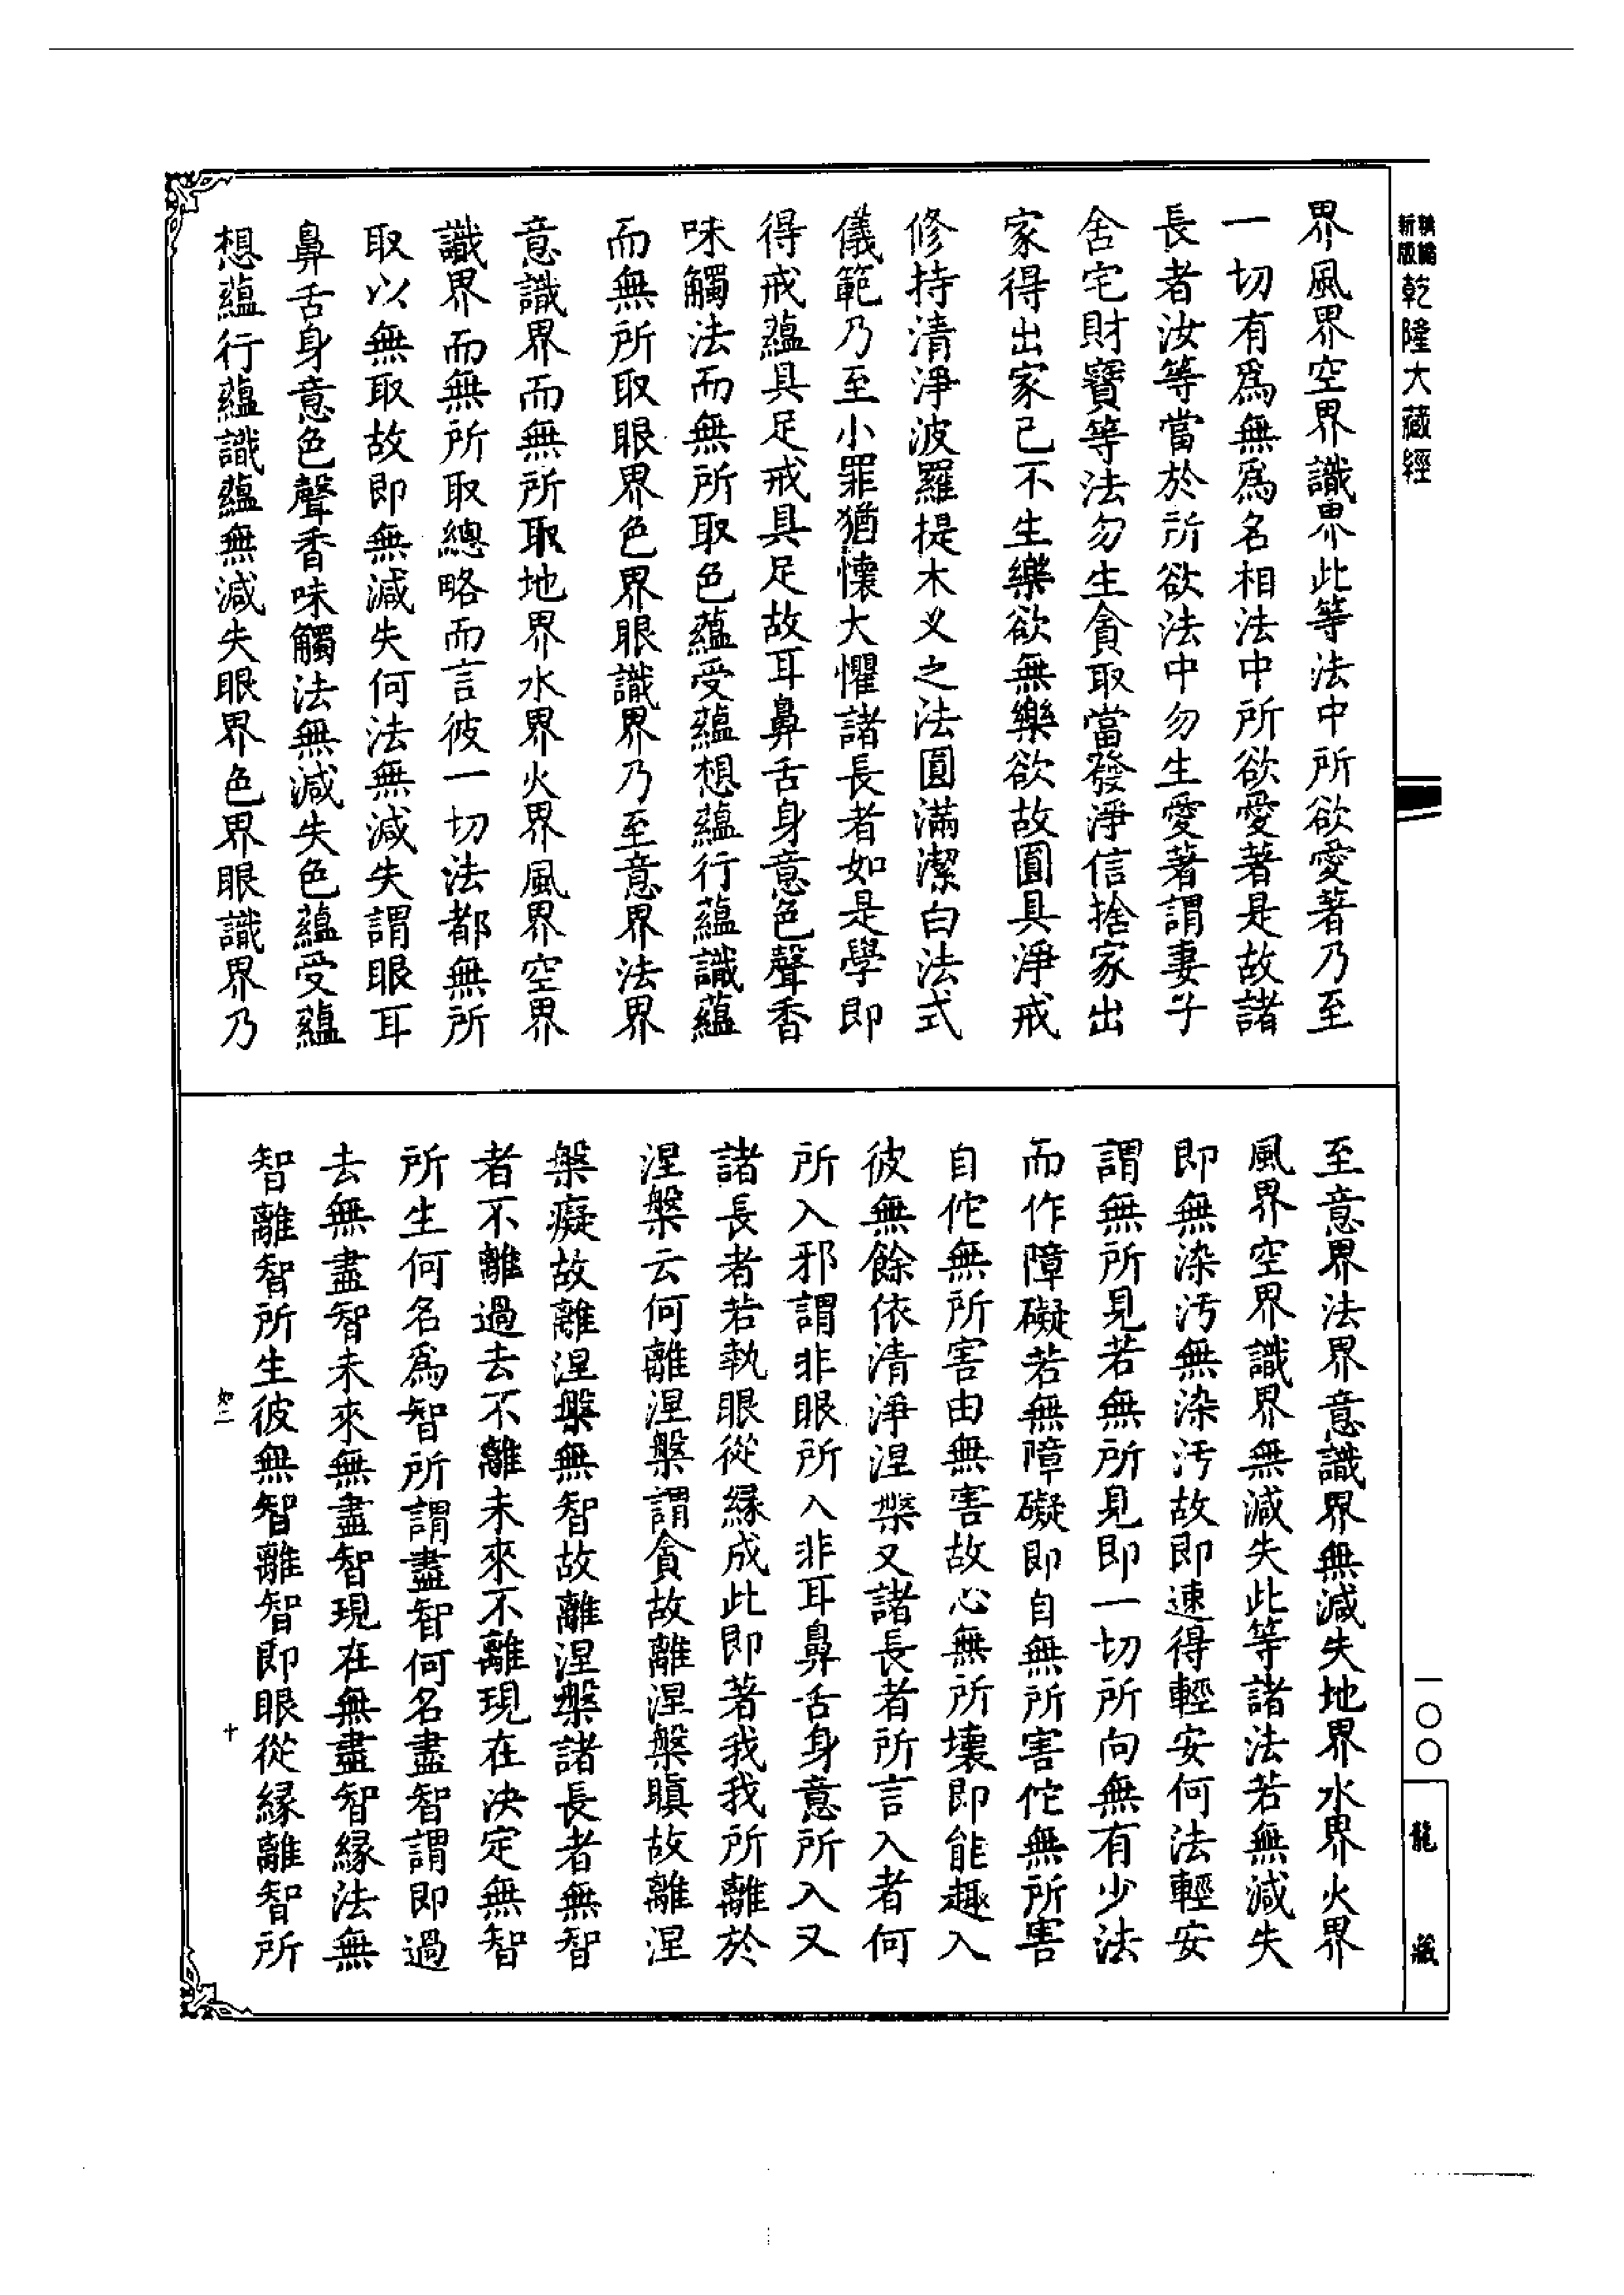 新編
縮版
乾隆大藏經
界風界空界識界此等法中所欲愛著乃至
一切有爲無爲名相法中所欲愛著是故諸
長者汝等當於所欲法中勿生愛著謂妻子
舍宅財寶等法勿生貪取當發淨信捨家出
家得出家已不生樂欲無樂欲故圓具淨戒
修持清淨波羅提木叉之法圓滿潔白法式
儀範乃至小罪猶懷大懼諸長者如是學即
得戒蘊具足戒具足故耳鼻舌身意色聲香
味觸法而無所取色蘊受蘊想蘊行蘊識蘊
而無所取眼界色界眼識界乃至意界法界
意識界而無所取地界水界火界風界空界
識界而無所取總略而言彼一切法都無所
取以無取故即無減失何法無減失謂眼耳
鼻舌身意色聲香味觸法無減失色蘊受蘊
想蘊行蘊識蘊無減失眼界色界眼識界乃
至意界法界意識界無減失地界水界火界
風界空界識界無減失此等諸法若無減失
即無染汚無染汚故即速得輕安何法輕安
謂無所見若無所見即一切所向無有少法
而作障礙若無障礙即自無所害佗無所害
自佗無所害由無害故心無所壞即能趣入
彼無餘依清淨涅槃又諸長者所言入者何
所入邪謂非眼所入非耳鼻舌身意所入又
諸長者若執眼從緣成此即著我我所離於
涅槃云何離涅槃謂貪故離涅槃瞋故離涅
槃癡故離涅槃無智故離涅槃諸長者無智
者不離過去不離未來不離現在決定無智
所生何名爲智所謂盡智何名盡智謂即過
去無盡智未來無盡智現在無盡智緣法無
智離智所生彼無智離智即眼從緣離智所
如二
十
一〇〇
龍藏